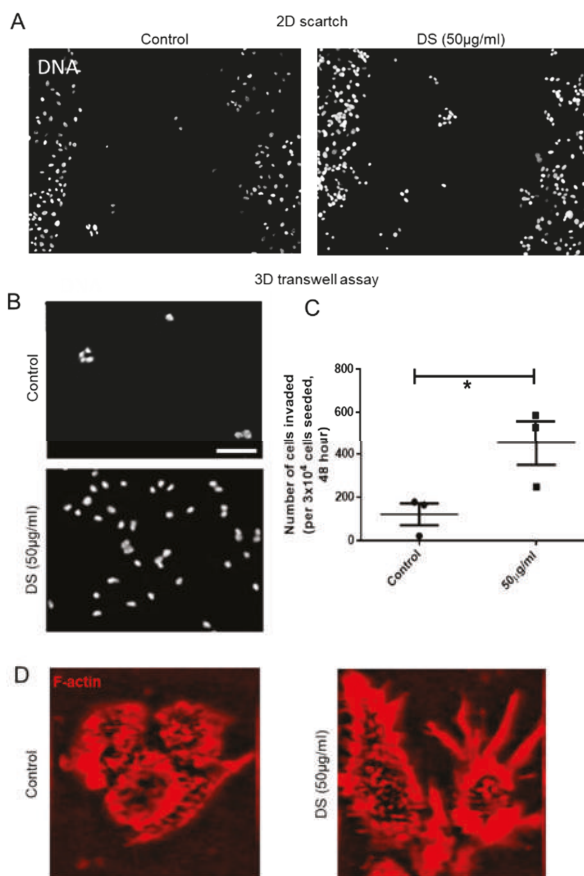 A
2D scartch
Control
DS (50µg/ml)
DNA
3D transwell assay
B
Control
DS (50µg/ml)
C
Number of cells invaded
(per 3x10⁴ cells seeded,
48 hour)
800
600
400
200
0
*
Control
50µg/ml
D
F-actin
Control
DS (50µg/ml)